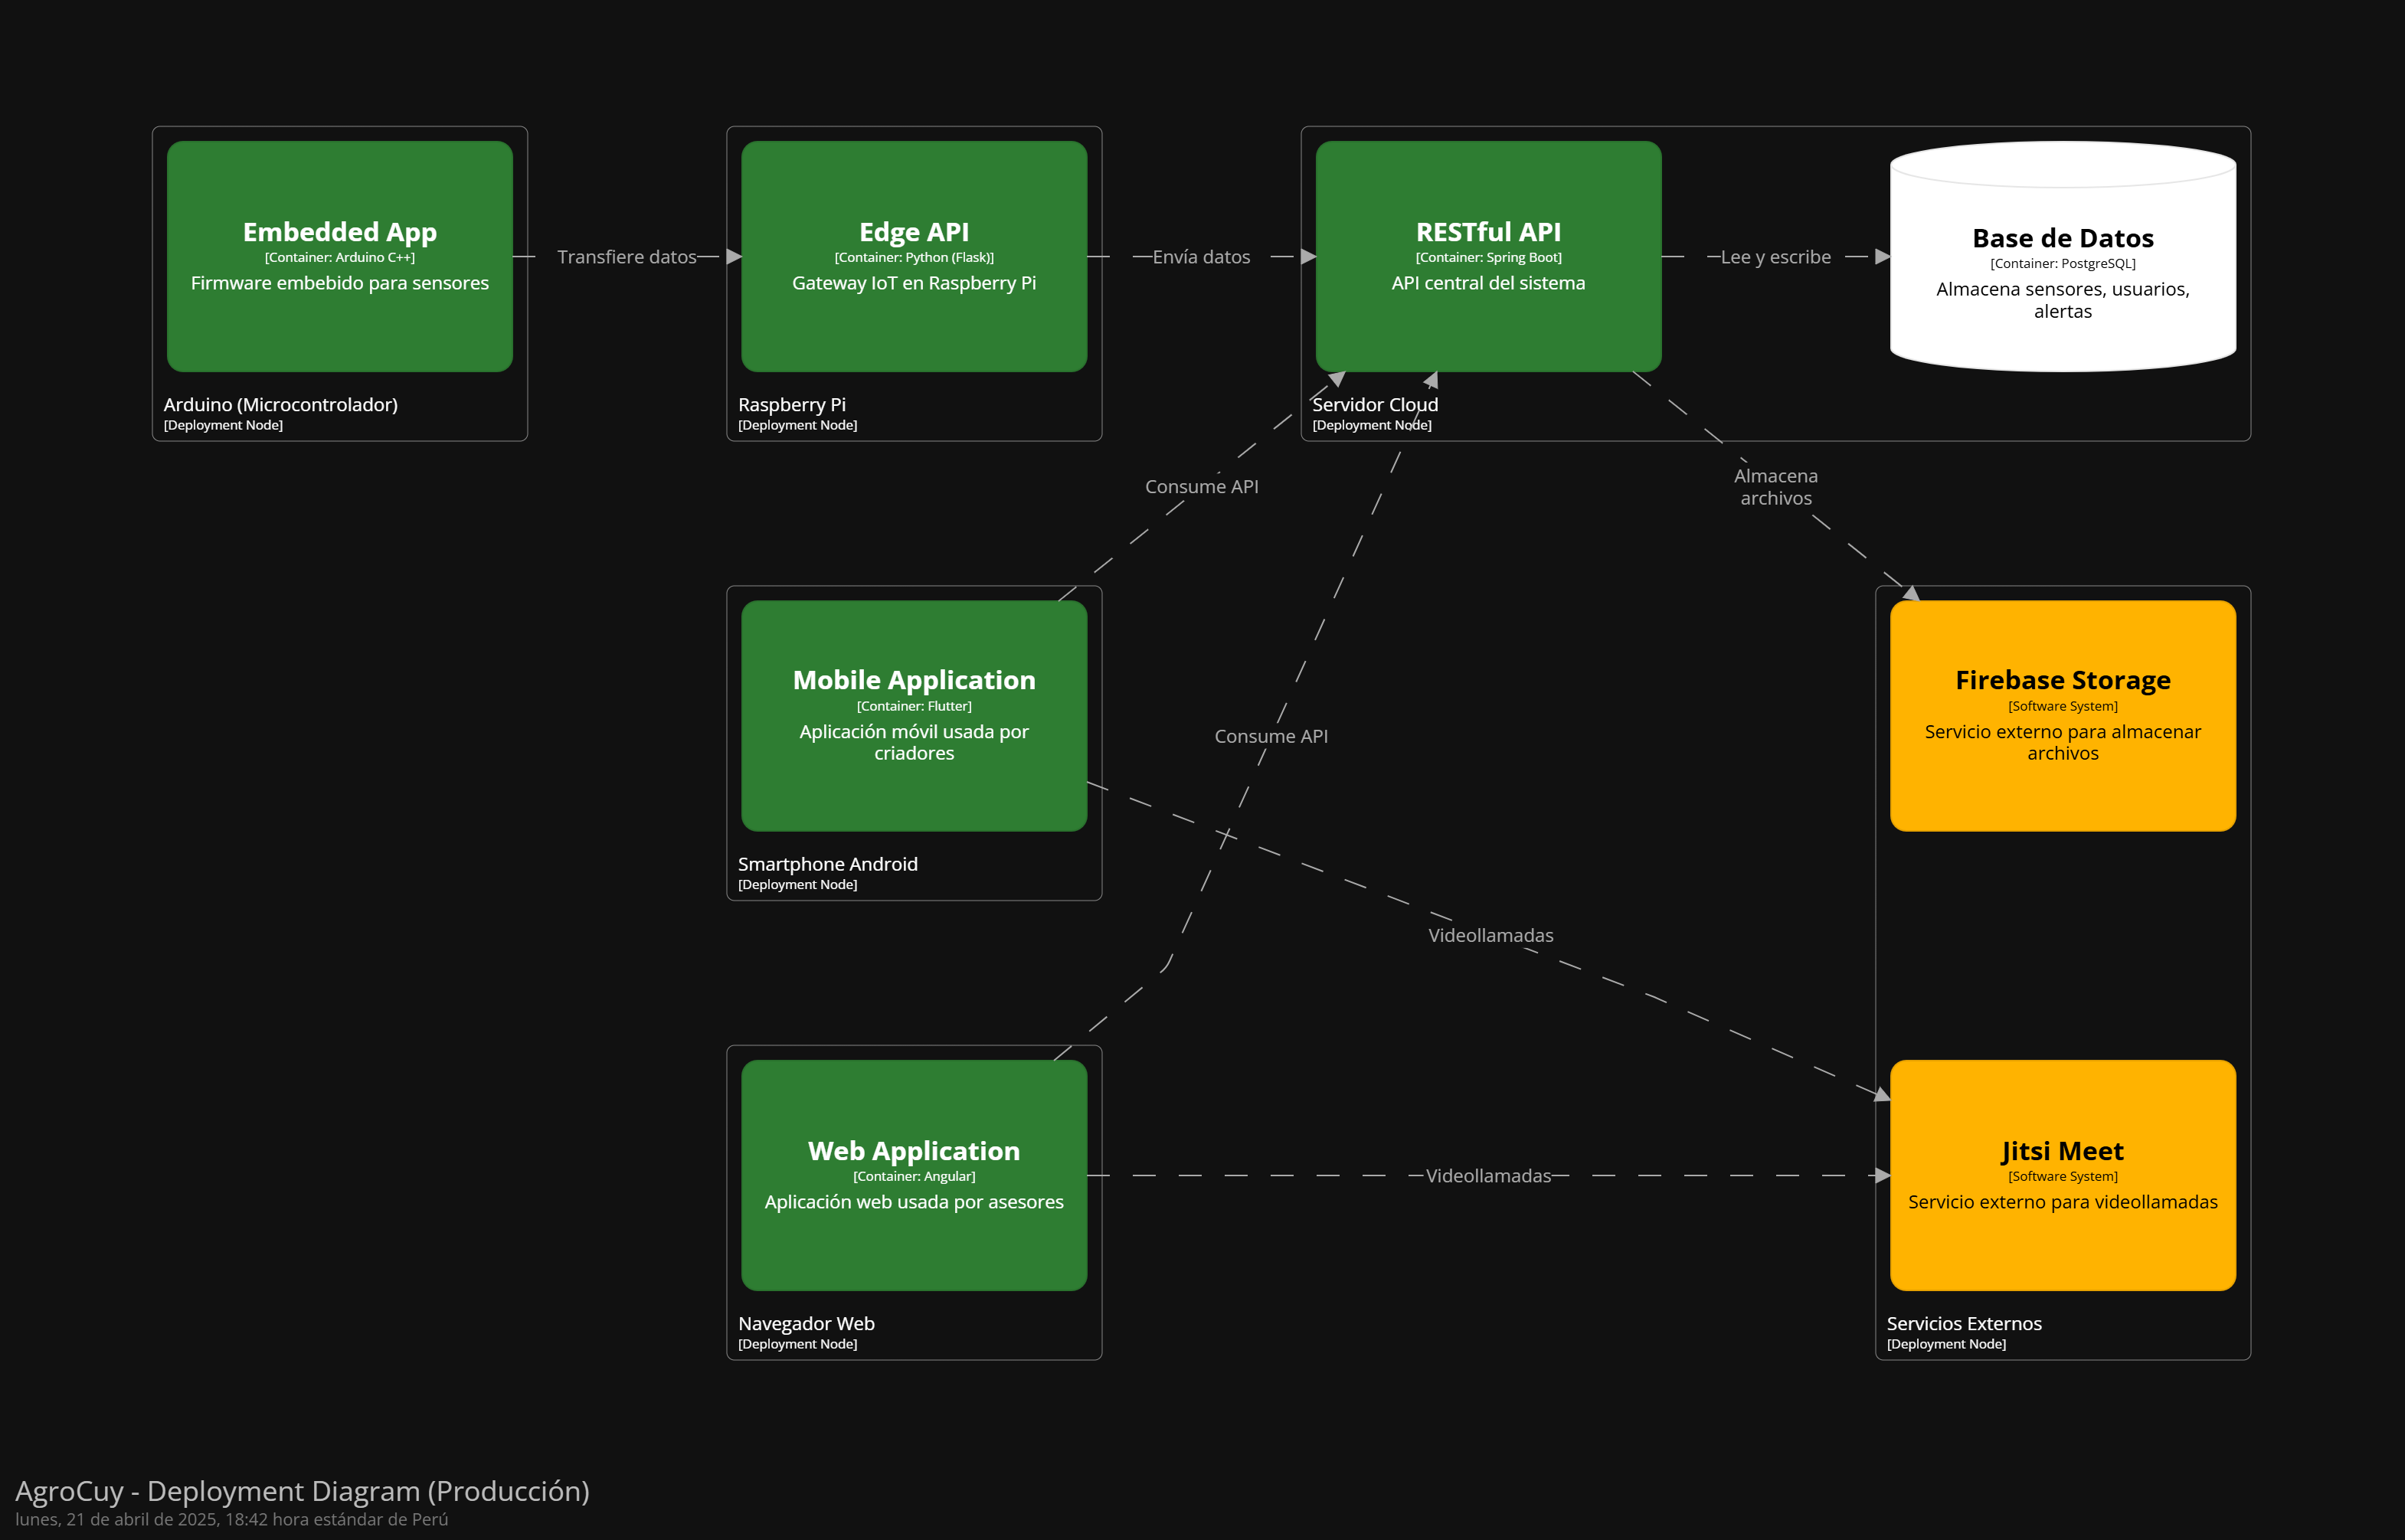 Embedded App
[Container: Arduino C++]
Firmware embebido para sensores
Arduino (Microcontrolador)
[Deployment Node]
Transfiere datos
Edge API
[Container: Python (Flask)]
Gateway IoT en Raspberry Pi
Raspberry Pi
[Deployment Node]
Envía datos
RESTful API
[Container: Spring Boot]
API central del sistema
Servidor Cloud
[Deployment Node]
Lee y escribe
Base de Datos
[Container: PostgreSQL]
Almacena sensores, usuarios,
alertas
Consume API
Almacena
archivos
Mobile Application
[Container: Flutter]
Aplicación móvil usada por
criadores
Smartphone Android
[Deployment Node]
Consume API
Firebase Storage
[Software System]
Servicio externo para almacenar
archivos
Videollamadas
Web Application
[Container: Angular]
Aplicación web usada por asesores
Navegador Web
[Deployment Node]
Videollamadas
Jitsi Meet
[Software System]
Servicio externo para videollamadas
Servicios Externos
[Deployment Node]
AgroCuy - Deployment Diagram (Producción)
lunes, 21 de abril de 2025, 18:42 hora estándar de Perú